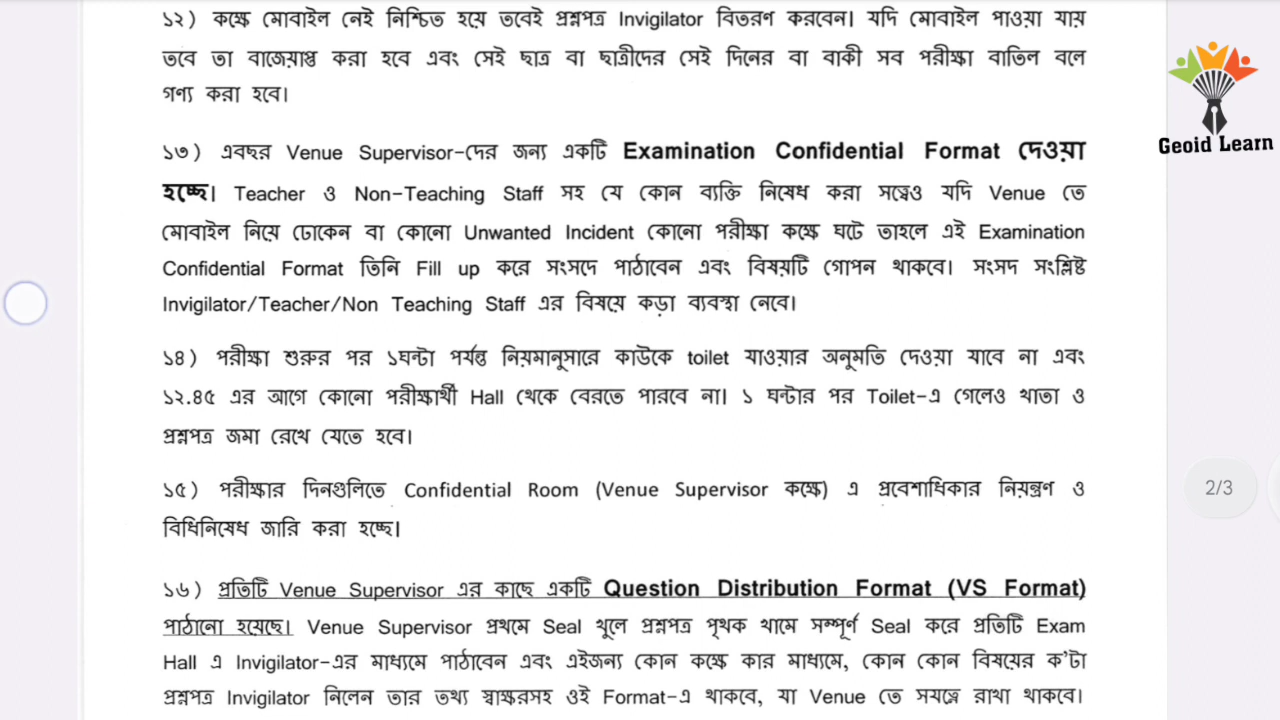 ১২) কক্ষে মোবাইল নেই নিশ্চিত হয়ে তবেই প্রশ্নপত্র Invigilator বিতরণ করবেন। যদি মোবাইল পাওয়া যায়
তবে তা বাজেয়াপ্ত করা হবে এবং সেই ছাত্র বা ছাত্রীদের সেই দিনের বা বাকী সব পরীক্ষা বাতিল বলে
গণ্য করা হবে।
১৩) এবছর Venue Supervisor-দের জন্য একটি Examination Confidential Format দেওয়া
হচ্ছে। Teacher ও Non-Teaching Staff সহ যে কোন ব্যক্তি নিষেধ করা সত্ত্বেও যদি Venue তে
মোবাইল নিয়ে ঢোকেন বা কোনো Unwanted Incident কোনো পরীক্ষা কক্ষে ঘটে তাহলে এই Examination
Confidential Format তিনি Fill up করে সংসদে পাঠাবেন এবং বিষয়টি গোপন থাকবে। সংসদ সংশ্লিষ্ট
Invigilator/Teacher/Non Teaching Staff এর বিষয়ে কড়া ব্যবস্থা নেবে।
১৪) পরীক্ষা শুরুর পর ১ঘন্টা পর্যন্ত নিয়মানুসারে কাউকে toilet যাওয়ার অনুমতি দেওয়া যাবে না এবং
১২.৪৫ এর আগে কোনো পরীক্ষার্থী Hall থেকে বেরতে পারবে না। ১ ঘন্টার পর Toilet-এ গেলেও খাতা ও
প্রশ্নপত্র জমা রেখে যেতে হবে।
১৫) পরীক্ষার দিনগুলিতে Confidential Room (Venue Supervisor কক্ষে) এ প্রবেশাধিকার নিয়ন্ত্রণ ও
বিধিনিষেধ জারি করা হচ্ছে।
১৬) প্রতিটি Venue Supervisor এর কাছে একটি Question Distribution Format (VS Format)
পাঠানো হয়েছে। Venue Supervisor প্রথমে Seal খুলে প্রশ্নপত্র পৃথক খামে সম্পূর্ণ Seal করে প্রতিটি Exam
Hall এ Invigilator-এর মাধ্যমে পাঠাবেন এবং এইজন্য কোন কক্ষে কার মাধ্যমে, কোন কোন বিষয়ের ক'টা
প্রশ্নপত্র Invigilator নিলেন তার তথ্য স্বাক্ষরসহ ওই Format-এ থাকবে, যা Venue তে সযত্নে রাখা থাকবে।
Geoid Learn
2/3